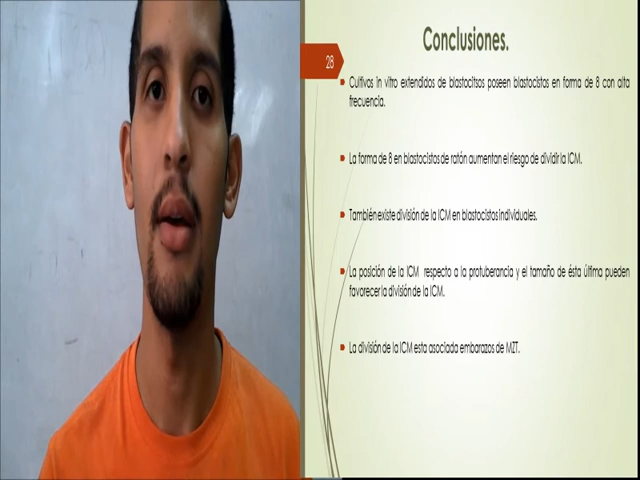 Conclusiones.
28
Cultivos in vitro extendidos de blastocitsos poseen blastocistos en forma de 8 con alta
frecuencia.
La forma de 8 en blastocistos de ratón aumentan el riesgo de dividir la ICM.
También existe división de la ICM en blastocistos individuales.
La posición de la ICM respecto a la protuberancia y el tamaño de ésta última pueden
favorecer la división de la ICM.
La división de la ICM esta asociada embarazos de MZT.